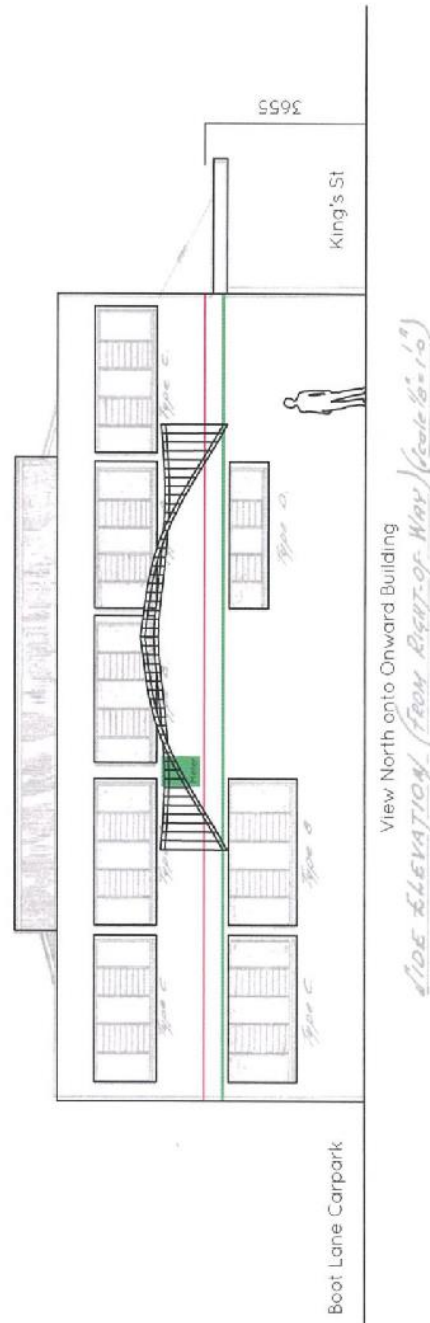 3655
Type C
Type C.
Type C
Type B
Type D.
Boot Lane Carpark
King's St
View North onto Onward Building
SIDE ELEVATION (FROM RIGHT-OF WAY) (Scale 1/8" = 1'-0")